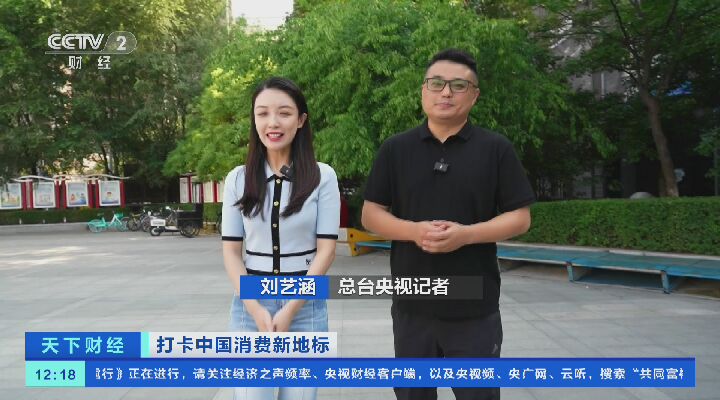 CCTV 2
财经
刘艺涵 总台央视记者
天下财经 打卡中国消费新地标
12:18 行》正在进行，请关注经济之声频率、央视财经客户端，以及央视频、央广网、云听，搜索“共同富裕